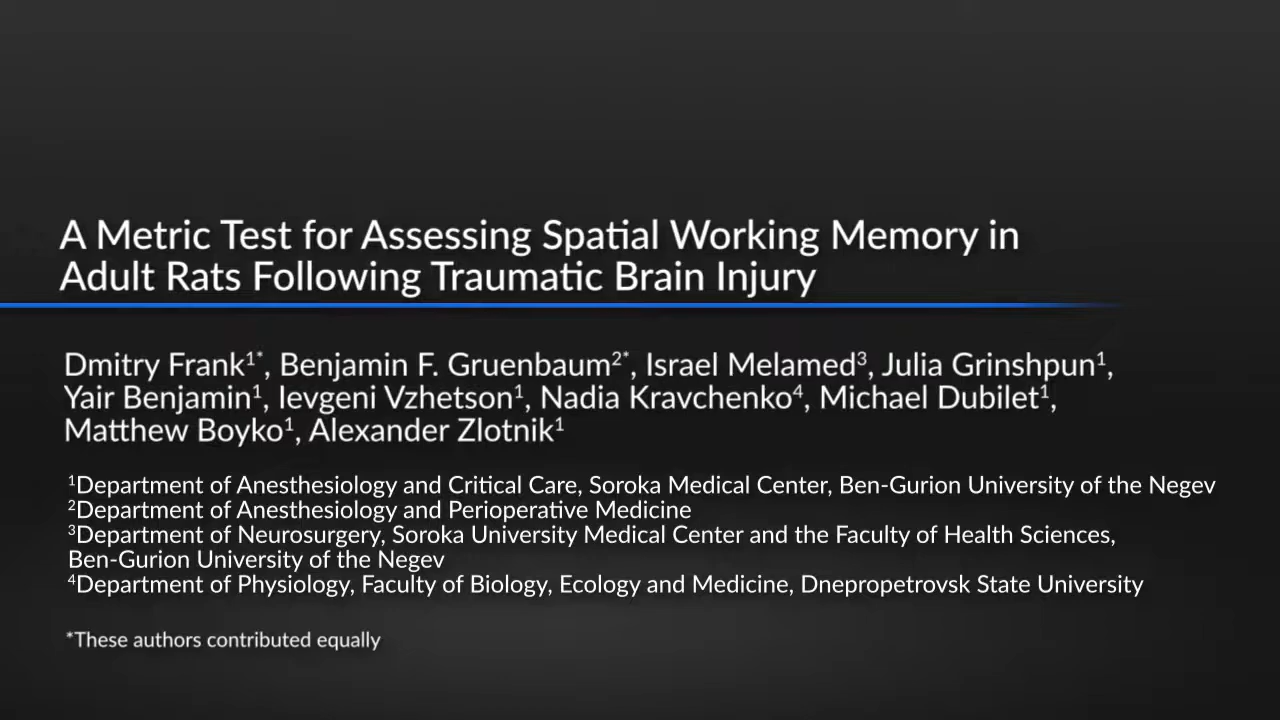 A Metric Test for Assessing Spatial Working Memory in
Adult Rats Following Traumatic Brain Injury
Dmitry Frank1*, Benjamin F. Gruenbaum2*, Israel Melamed3, Julia Grinshpun1,
Yair Benjamin1, Ievgeni Vzhetson1, Nadia Kravchenko4, Michael Dubilet1,
Matthew Boyko1, Alexander Zlotnik1
1Department of Anesthesiology and Critical Care, Soroka Medical Center, Ben-Gurion University of the Negev
2Department of Anesthesiology and Perioperative Medicine
3Department of Neurosurgery, Soroka University Medical Center and the Faculty of Health Sciences,
Ben-Gurion University of the Negev
4Department of Physiology, Faculty of Biology, Ecology and Medicine, Dnepropetrovsk State University
*These authors contributed equally